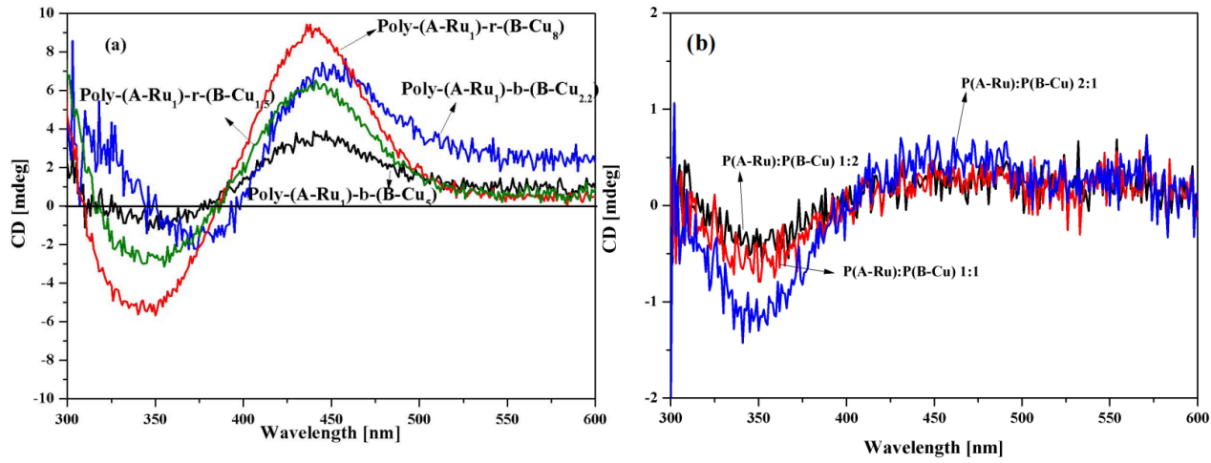 (a)
CD [mdeg]
10
8
6
4
2
0
-2
-4
-6
-8
-10
Poly-(A-Ru₁)-r-(B-Cu₈)
Poly-(A-Ru₁)-r-(B-Cu₁.₅)
Poly-(A-Ru₁)-b-(B-Cu₂.₂)
Poly-(A-Ru₁)-b-(B-Cu₅)
300 350 400 450 500 550 600
Wavelength [nm]
(b)
CD [mdeg]
2
1
0
-1
-2
P(A-Ru):P(B-Cu) 2:1
P(A-Ru):P(B-Cu) 1:2
P(A-Ru):P(B-Cu) 1:1
300 350 400 450 500 550 600
Wavelength [nm]